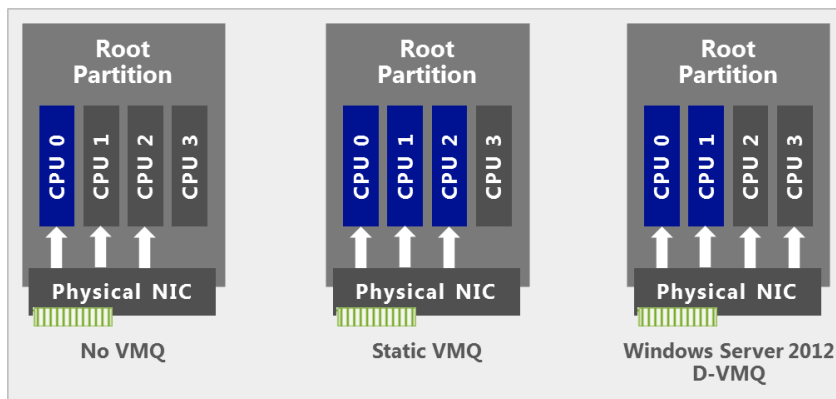 Root
Partition
CPU 0
CPU 1
CPU 2
CPU 3
Physical NIC
No VMQ
Root
Partition
CPU 0
CPU 1
CPU 2
CPU 3
Physical NIC
Static VMQ
Root
Partition
CPU 0
CPU 1
CPU 2
CPU 3
Physical NIC
Windows Server 2012
D-VMQ